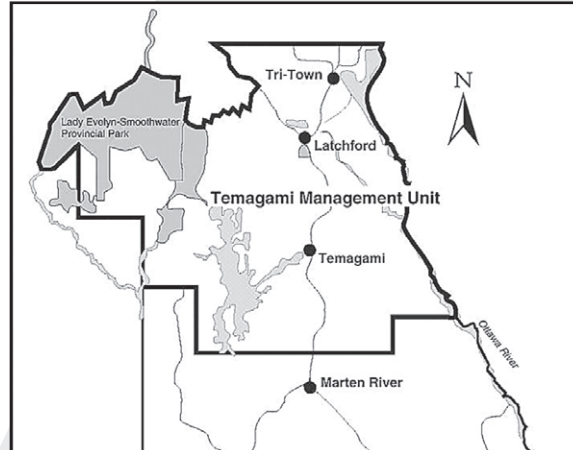 Tri-Town
N
Lady Evelyn-Smoothwater
Provincial Park
Latchford
Temagami Management Unit
Temagami
Ottawa River
Marten River